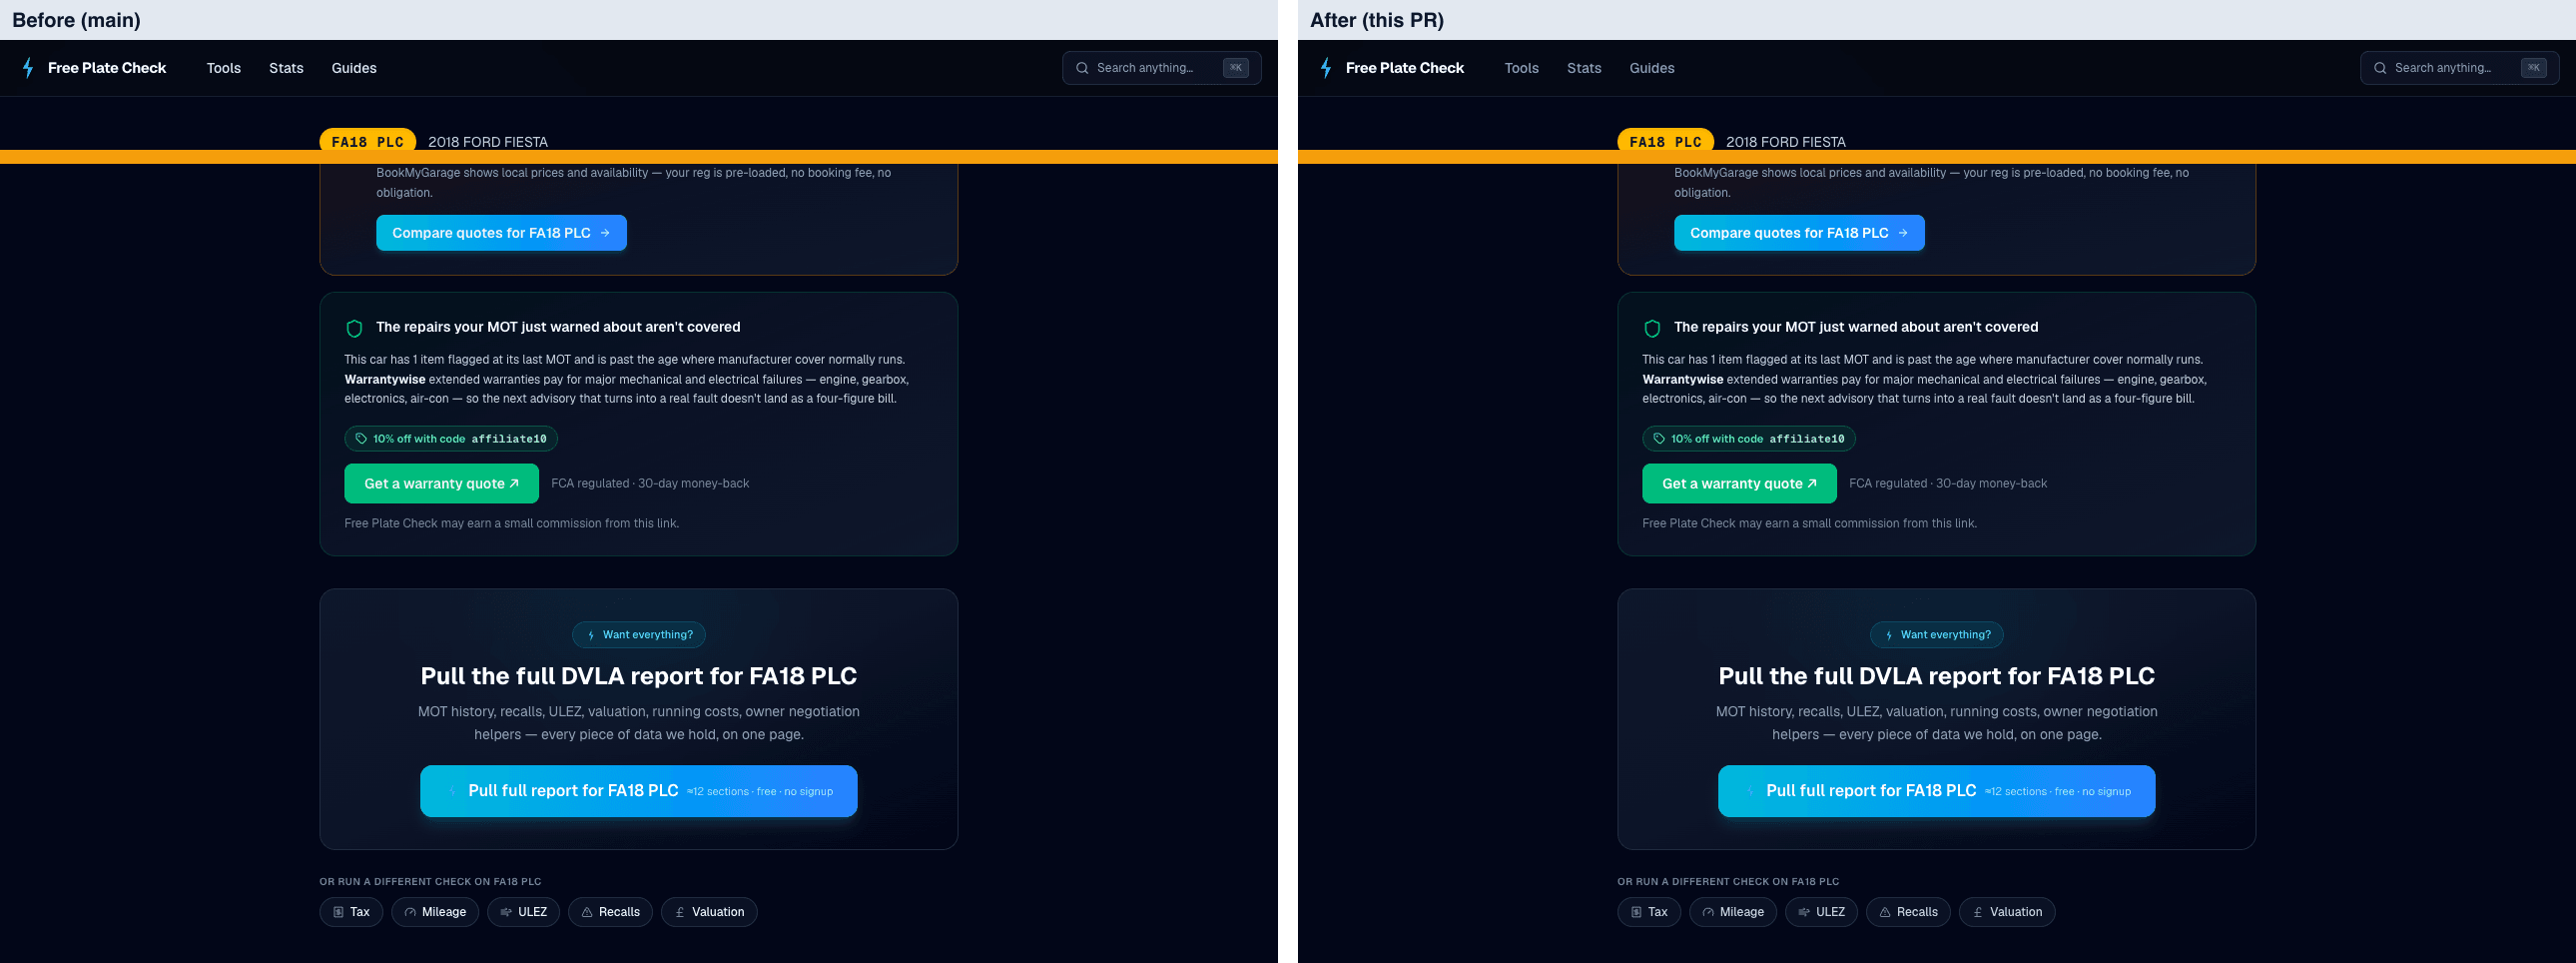 Before (main)
Free Plate Check
Tools
Stats
Guides
Search anything...
⌘K
FA18 PLC
2018 FORD FIESTA
BookMyGarage shows local prices and availability — your reg is pre-loaded, no booking fee, no
obligation.
Compare quotes for FA18 PLC →
The repairs your MOT just warned about aren't covered
This car has 1 item flagged at its last MOT and is past the age where manufacturer cover normally runs.
Warrantywise extended warranties pay for major mechanical and electrical failures — engine, gearbox,
electronics, air-con — so the next advisory that turns into a real fault doesn't land as a four-figure bill.
10% off with code affiliate10
Get a warranty quote ↗
FCA regulated · 30-day money-back
Free Plate Check may earn a small commission from this link.
Want everything?
Pull the full DVLA report for FA18 PLC
MOT history, recalls, ULEZ, valuation, running costs, owner negotiation
helpers — every piece of data we hold, on one page.
Pull full report for FA18 PLC ≈12 sections · free · no signup
OR RUN A DIFFERENT CHECK ON FA18 PLC
Tax
Mileage
ULEZ
Recalls
Valuation
After (this PR)
Free Plate Check
Tools
Stats
Guides
Search anything...
⌘K
FA18 PLC
2018 FORD FIESTA
BookMyGarage shows local prices and availability — your reg is pre-loaded, no booking fee, no
obligation.
Compare quotes for FA18 PLC →
The repairs your MOT just warned about aren't covered
This car has 1 item flagged at its last MOT and is past the age where manufacturer cover normally runs.
Warrantywise extended warranties pay for major mechanical and electrical failures — engine, gearbox,
electronics, air-con — so the next advisory that turns into a real fault doesn't land as a four-figure bill.
10% off with code affiliate10
Get a warranty quote ↗
FCA regulated · 30-day money-back
Free Plate Check may earn a small commission from this link.
Want everything?
Pull the full DVLA report for FA18 PLC
MOT history, recalls, ULEZ, valuation, running costs, owner negotiation
helpers — every piece of data we hold, on one page.
Pull full report for FA18 PLC ≈12 sections · free · no signup
OR RUN A DIFFERENT CHECK ON FA18 PLC
Tax
Mileage
ULEZ
Recalls
Valuation